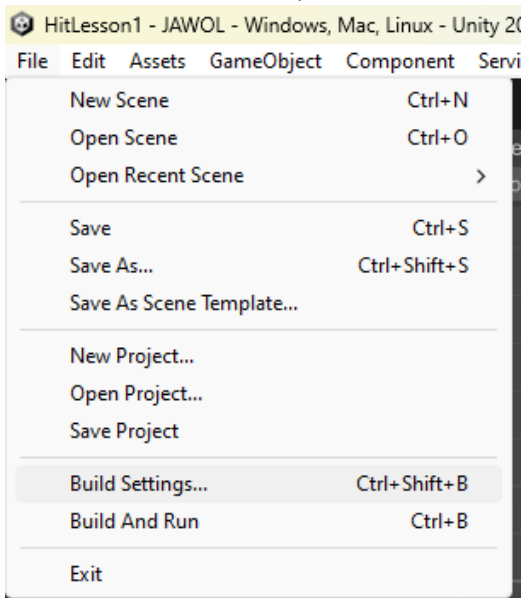 HitLesson1 - JAWOL - Windows, Mac, Linux - Unity 20
File Edit Assets GameObject Component Servi
New Scene Ctrl+N
Open Scene Ctrl+O
Open Recent Scene >
Save Ctrl+S
Save As... Ctrl+Shift+S
Save As Scene Template...
New Project...
Open Project...
Save Project
Build Settings... Ctrl+Shift+B
Build And Run Ctrl+B
Exit